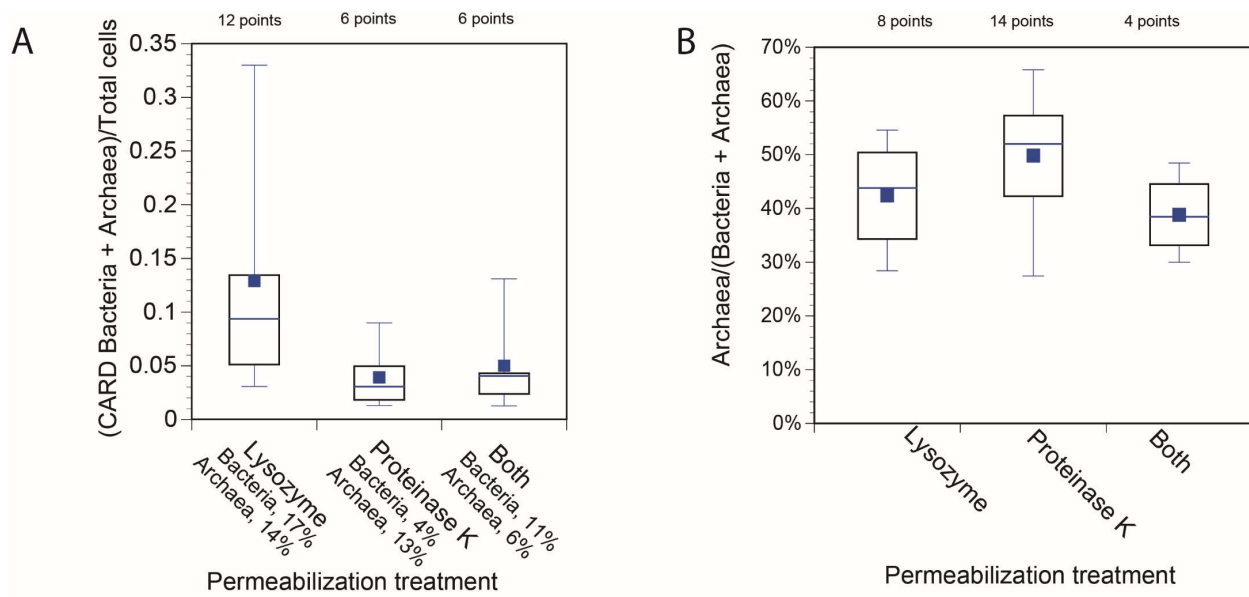 A
12 points
6 points
6 points
0.35
0.3
0.25
0.2
0.15
0.1
0.05
0
(CARD Bacteria + Archaea)/Total cells
Lysozyme
Bacteria, 17%
Archaea, 14%
Proteinase K
Bacteria, 4%
Archaea, 13%
Both
Bacteria, 11%
Archaea, 6%
Permeabilization treatment
B
8 points
14 points
4 points
70%
60%
50%
40%
30%
20%
10%
0%
Archaea/(Bacteria + Archaea)
Lysozyme
Proteinase K
Both
Permeabilization treatment